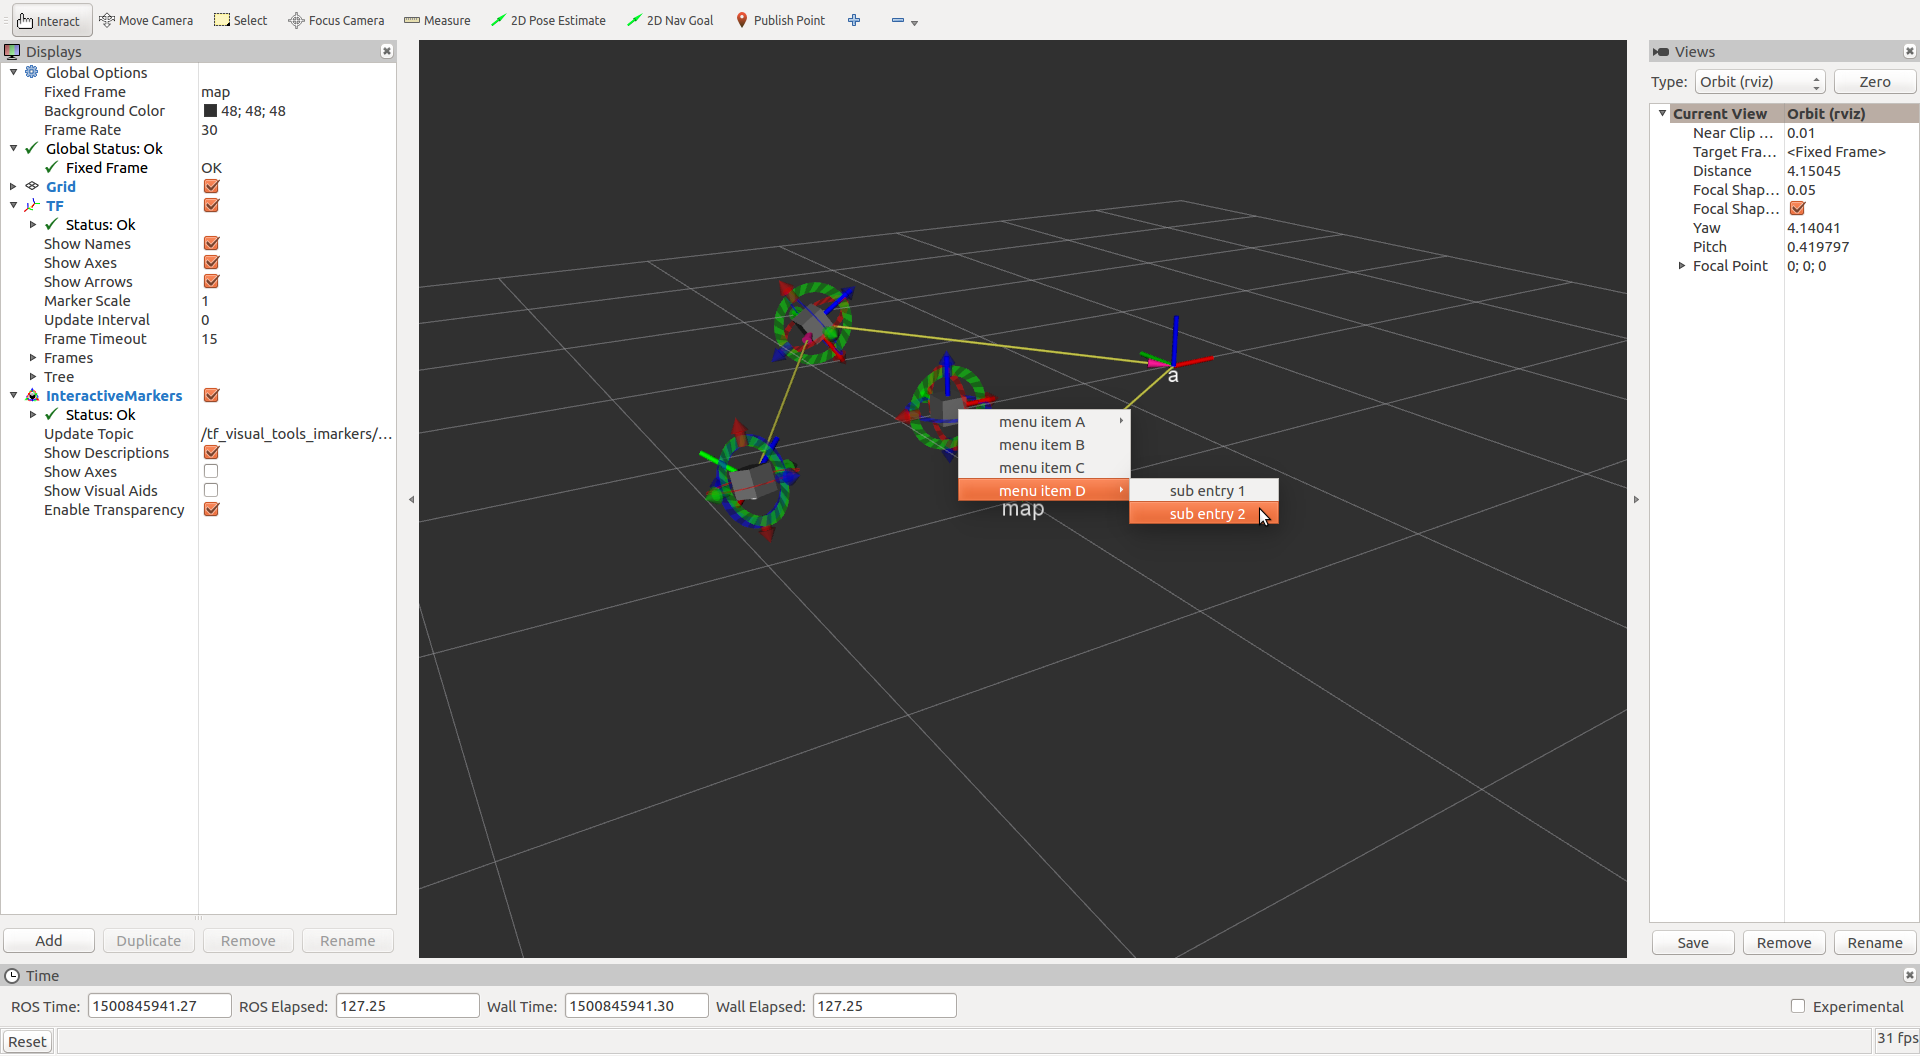 Interact Move Camera Select Focus Camera Measure 2D Pose Estimate 2D Nav Goal Publish Point
Displays
Global Options
Fixed Frame map
Background Color 48; 48; 48
Frame Rate 30
Global Status: Ok
Fixed Frame OK
Grid
TF
Status: Ok
Show Names
Show Axes
Show Arrows
Marker Scale 1
Update Interval 0
Frame Timeout 15
Frames
Tree
InteractiveMarkers
Status: Ok
Update Topic /tf_visual_tools_imarkers/...
Show Descriptions
Show Axes
Show Visual Aids
Enable Transparency
Add Duplicate Remove Rename
a
menu item A
menu item B
menu item C
menu item D
sub entry 1
sub entry 2
map
Views
Type: Orbit (rviz) Zero
Current View Orbit (rviz)
Near Clip ... 0.01
Target Fra... <Fixed Frame>
Distance 4.15045
Focal Shap... 0.05
Focal Shap...
Yaw 4.14041
Pitch 0.419797
Focal Point 0; 0; 0
Save Remove Rename
Time
ROS Time: 1500845941.27 ROS Elapsed: 127.25 Wall Time: 1500845941.30 Wall Elapsed: 127.25 Experimental
Reset 31 fps